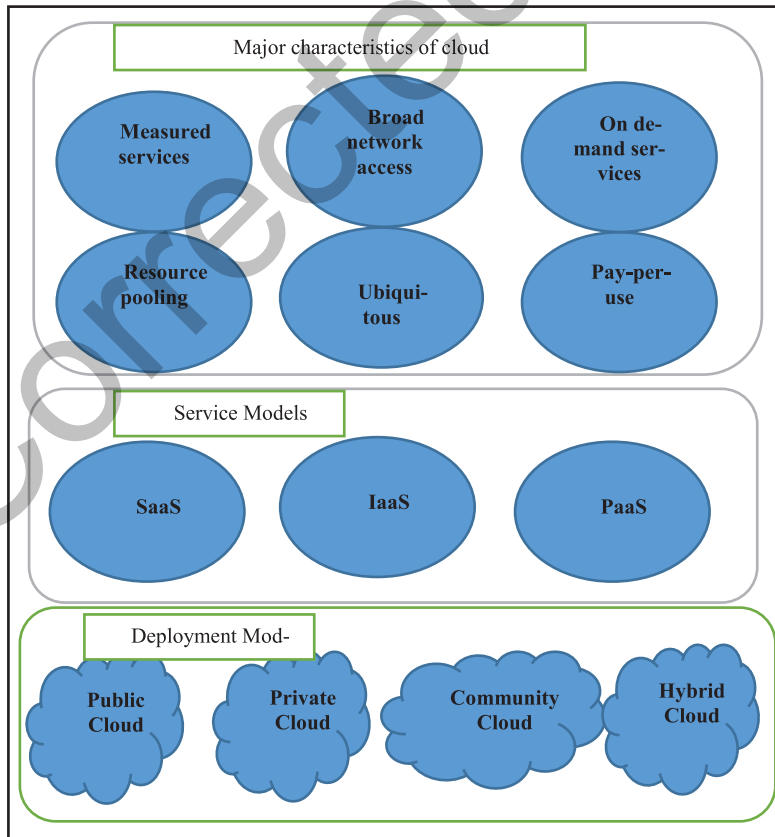 Major characteristics of cloud
Measured
services
Broad
network
access
On de-
mand ser-
vices
Resource
pooling
Ubiqui-
tous
Pay-per-
use
Service Models
SaaS
IaaS
PaaS
Deployment Mod-
Public
Cloud
Private
Cloud
Community
Cloud
Hybrid
Cloud
Corrected